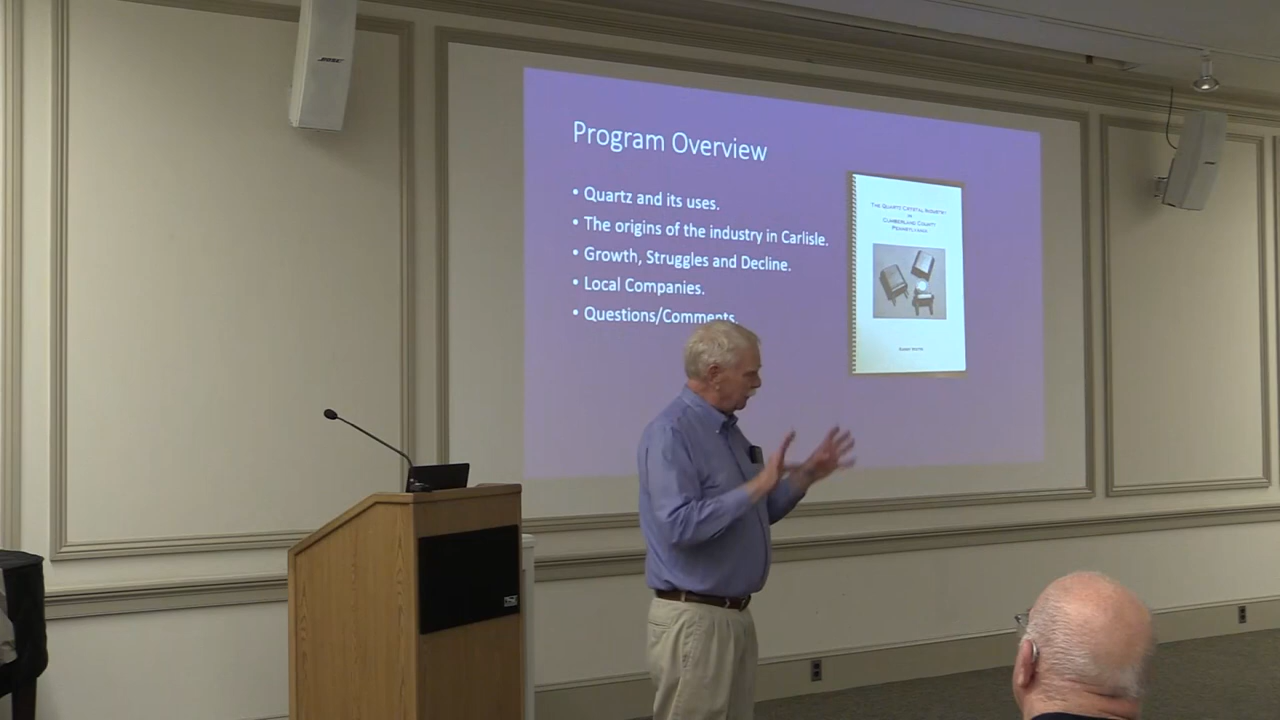 BOSE
Program Overview
• Quartz and its uses.
• The origins of the industry in Carlisle.
• Growth, Struggles and Decline.
• Local Companies.
• Questions/Comments.
The Quartz Crystal Industry
in
Cumberland County
Pennsylvania